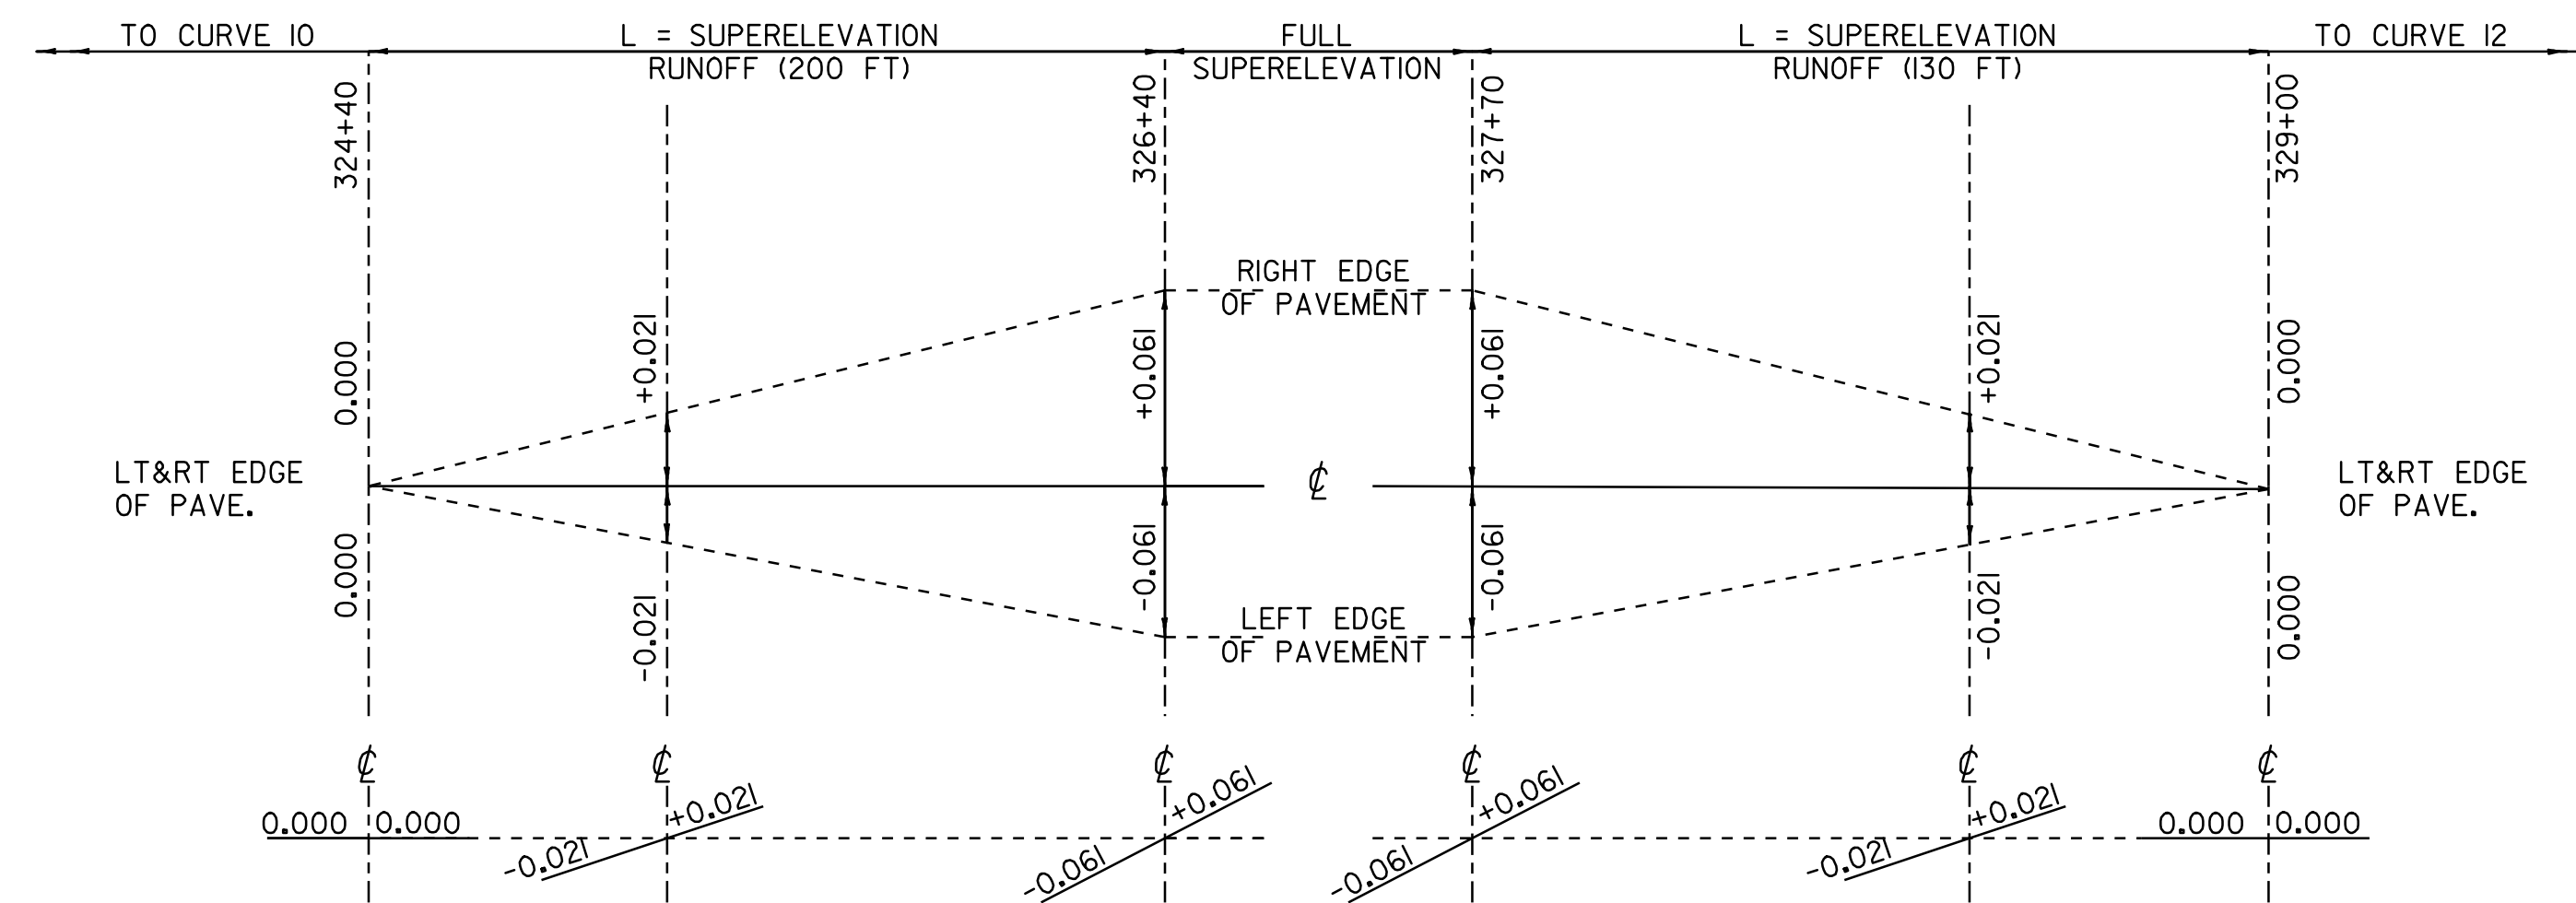 TO CURVE 10
L = SUPERELEVATION
RUNOFF (200 FT)
FULL
SUPERELEVATION
L = SUPERELEVATION
RUNOFF (130 FT)
TO CURVE 12
324+40
326+40
327+70
329+00
RIGHT EDGE
OF PAVEMENT
0.000
+0.021
+0.061
+0.061
+0.021
0.000
LT&RT EDGE
OF PAVE.
℄
LT&RT EDGE
OF PAVE.
0.000
-0.021
-0.061
-0.061
-0.021
0.000
LEFT EDGE
OF PAVEMENT
℄
℄
℄
℄
℄
℄
0.000
0.000
-0.021
+0.021
-0.061
+0.061
-0.061
+0.061
-0.021
+0.021
0.000
0.000